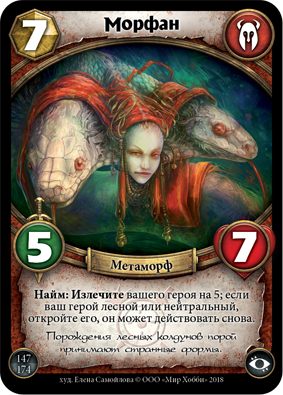 7
Морфан
5
7
Метаморф
Найм: Излечите вашего героя на 5; если
ваш герой лесной или нейтральный,
откройте его, он может действовать снова.
Порождения лесных колдунов порой
принимают странные формы.
147
174
худ. Елена Самойлова © ООО «Мир Хобби» 2018